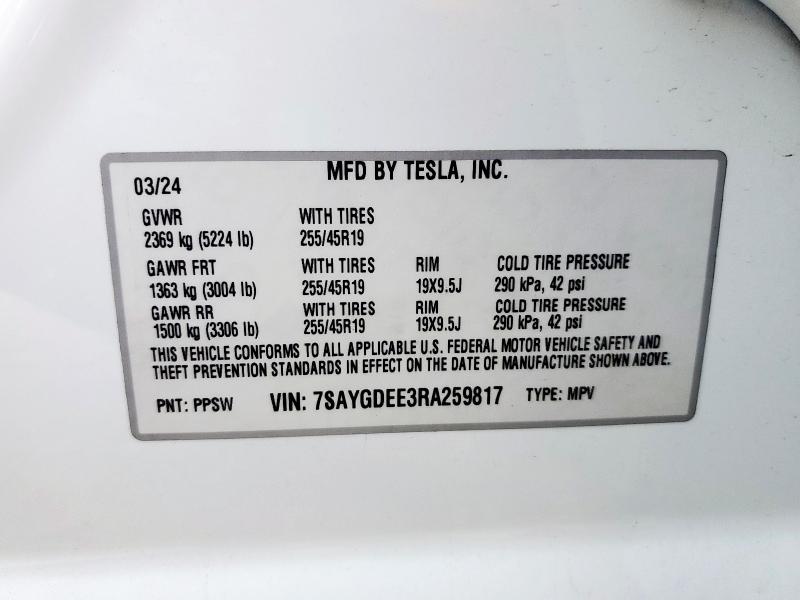 MFD BY TESLA, INC.
03/24
GVWR WITH TIRES
2369 kg (5224 lb) 255/45R19
GAWR FRT WITH TIRES RIM COLD TIRE PRESSURE
1363 kg (3004 lb) 255/45R19 19X9.5J 290 kPa, 42 psi
GAWR RR WITH TIRES RIM COLD TIRE PRESSURE
1500 kg (3306 lb) 255/45R19 19X9.5J 290 kPa, 42 psi
THIS VEHICLE CONFORMS TO ALL APPLICABLE U.S. FEDERAL MOTOR VEHICLE SAFETY AND
THEFT PREVENTION STANDARDS IN EFFECT ON THE DATE OF MANUFACTURE SHOWN ABOVE.
PNT: PPSW VIN: 7SAYGDEE3RA259817 TYPE: MPV